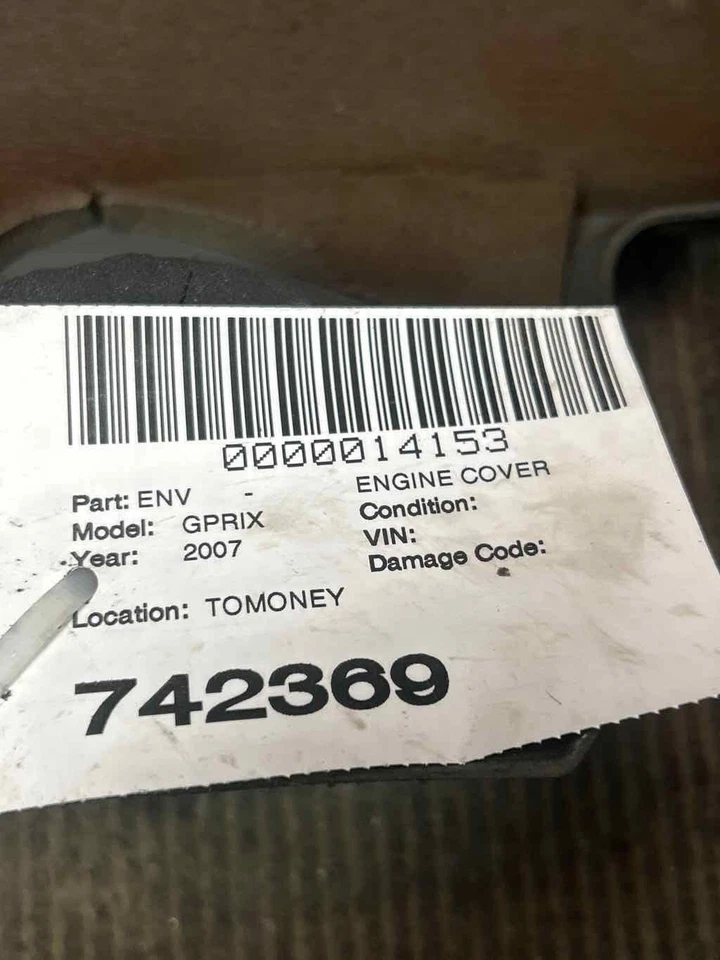 0000014153
Part: ENV - ENGINE COVER
Model: GPRIX Condition:
Year: 2007 VIN:
Damage Code:
Location: TOMONEY
742369